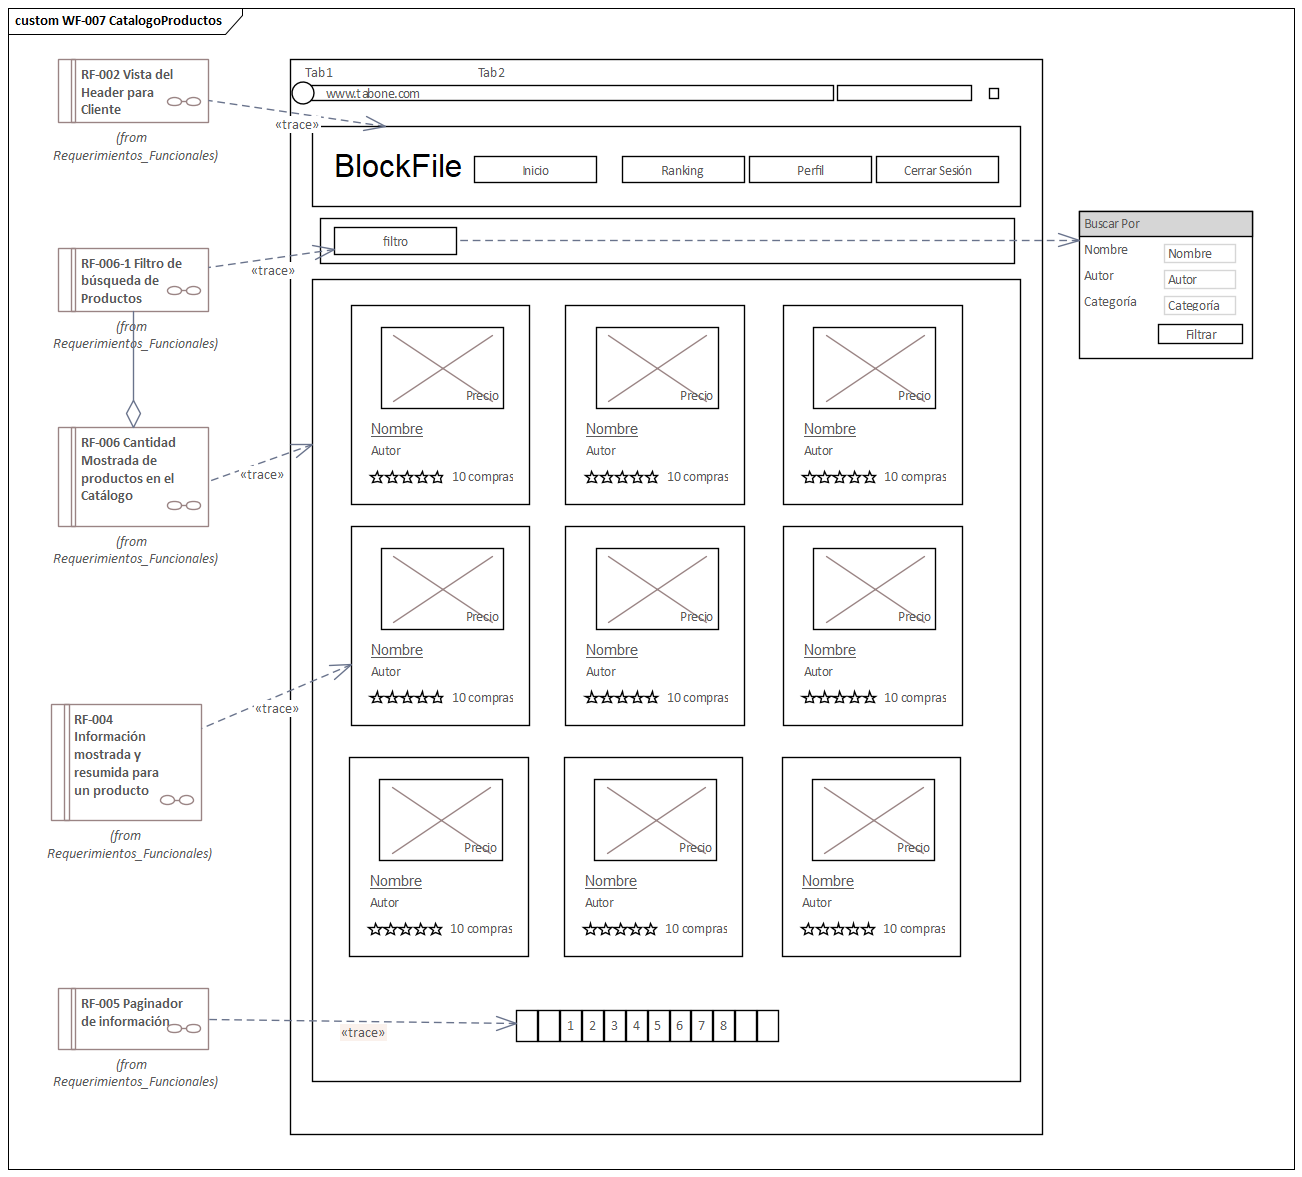 custom WF-007 CatalogoProductos
RF-002 Vista del
Header para
Cliente
(from
Requerimientos_Funcionales)
«trace»
Tab1
Tab2
www.tabone.com
BlockFile
Inicio
Ranking
Perfil
Cerrar Sesión
RF-006-1 Filtro de
búsqueda de
Productos
(from
Requerimientos_Funcionales)
«trace»
filtro
Buscar Por
Nombre
Nombre
Autor
Autor
Categoría
Categoría
Filtrar
RF-006 Cantidad
Mostrada de
productos en el
Catálogo
(from
Requerimientos_Funcionales)
«trace»
Precio
Precio
Precio
Nombre
Nombre
Nombre
Autor
Autor
Autor
10 compras
10 compras
10 compras
Precio
Precio
Precio
Nombre
Nombre
Nombre
Autor
Autor
Autor
10 compras
10 compras
10 compras
RF-004
Información
mostrada y
resumida para
un producto
(from
Requerimientos_Funcionales)
«trace»
Precio
Precio
Precio
Nombre
Nombre
Nombre
Autor
Autor
Autor
10 compras
10 compras
10 compras
RF-005 Paginador
de información
(from
Requerimientos_Funcionales)
«trace»
1 2 3 4 5 6 7 8